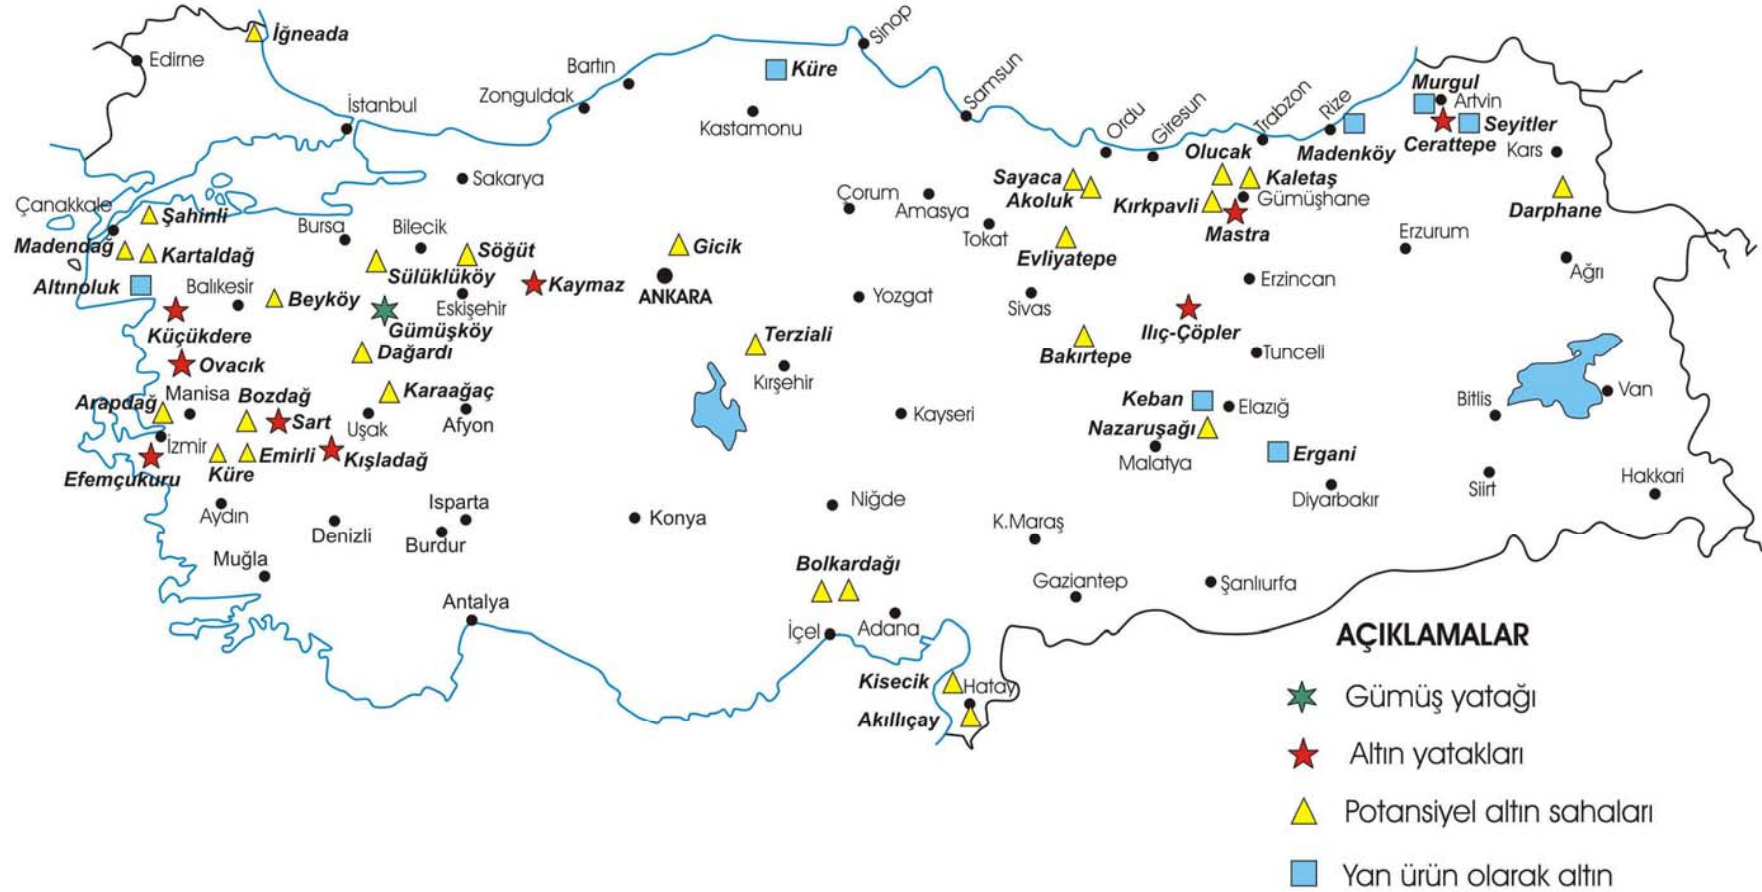 İğneada
Edirne
Sinop
Bartın
Küre
Zonguldak
Samsun
Murgul
Artvin
İstanbul
Kastamonu
Ordu
Giresun
Trabzon
Rize
Seyitler
Cerattepe
Kars
Olucak
Madenköy
Sakarya
Sayaca
Kaletaş
Çorum
Amasya
Akoluk
Kırkpavli
Gümüşhane
Darphane
Çanakkale
Şahinli
Bursa
Bilecik
Tokat
Mastra
Erzurum
Madendağ
Kartaldağ
Söğüt
Gicik
Evliyatepe
Ağrı
Sülüklüköy
Altınoluk
Balıkesir
Beyköy
Kaymaz
ANKARA
Yozgat
Erzincan
Eskişehir
Sivas
Küçükdere
Gümüşköy
Terziali
Ilıç-Çöpler
Dağardı
Bakırtepe
Tunceli
Ovacık
Kırşehir
Manisa
Bozdağ
Karaağaç
Van
Arapdağ
Keban
Elazığ
Bitlis
Sart
Uşak
Afyon
Kayseri
Nazaruşağı
İzmir
Emirli
Kışladağ
Malatya
Ergani
Efemçukuru
Küre
Hakkari
Siirt
Diyarbakır
Aydın
Isparta
Niğde
Konya
K.Maraş
Denizli
Burdur
Muğla
Bolkardağı
Gaziantep
Şanlıurfa
Antalya
İçel
Adana
Kisecik
Hatay
Akıllıçay
AÇIKLAMALAR
Gümüş yatağı
Altın yatakları
Potansiyel altın sahaları
Yan ürün olarak altın